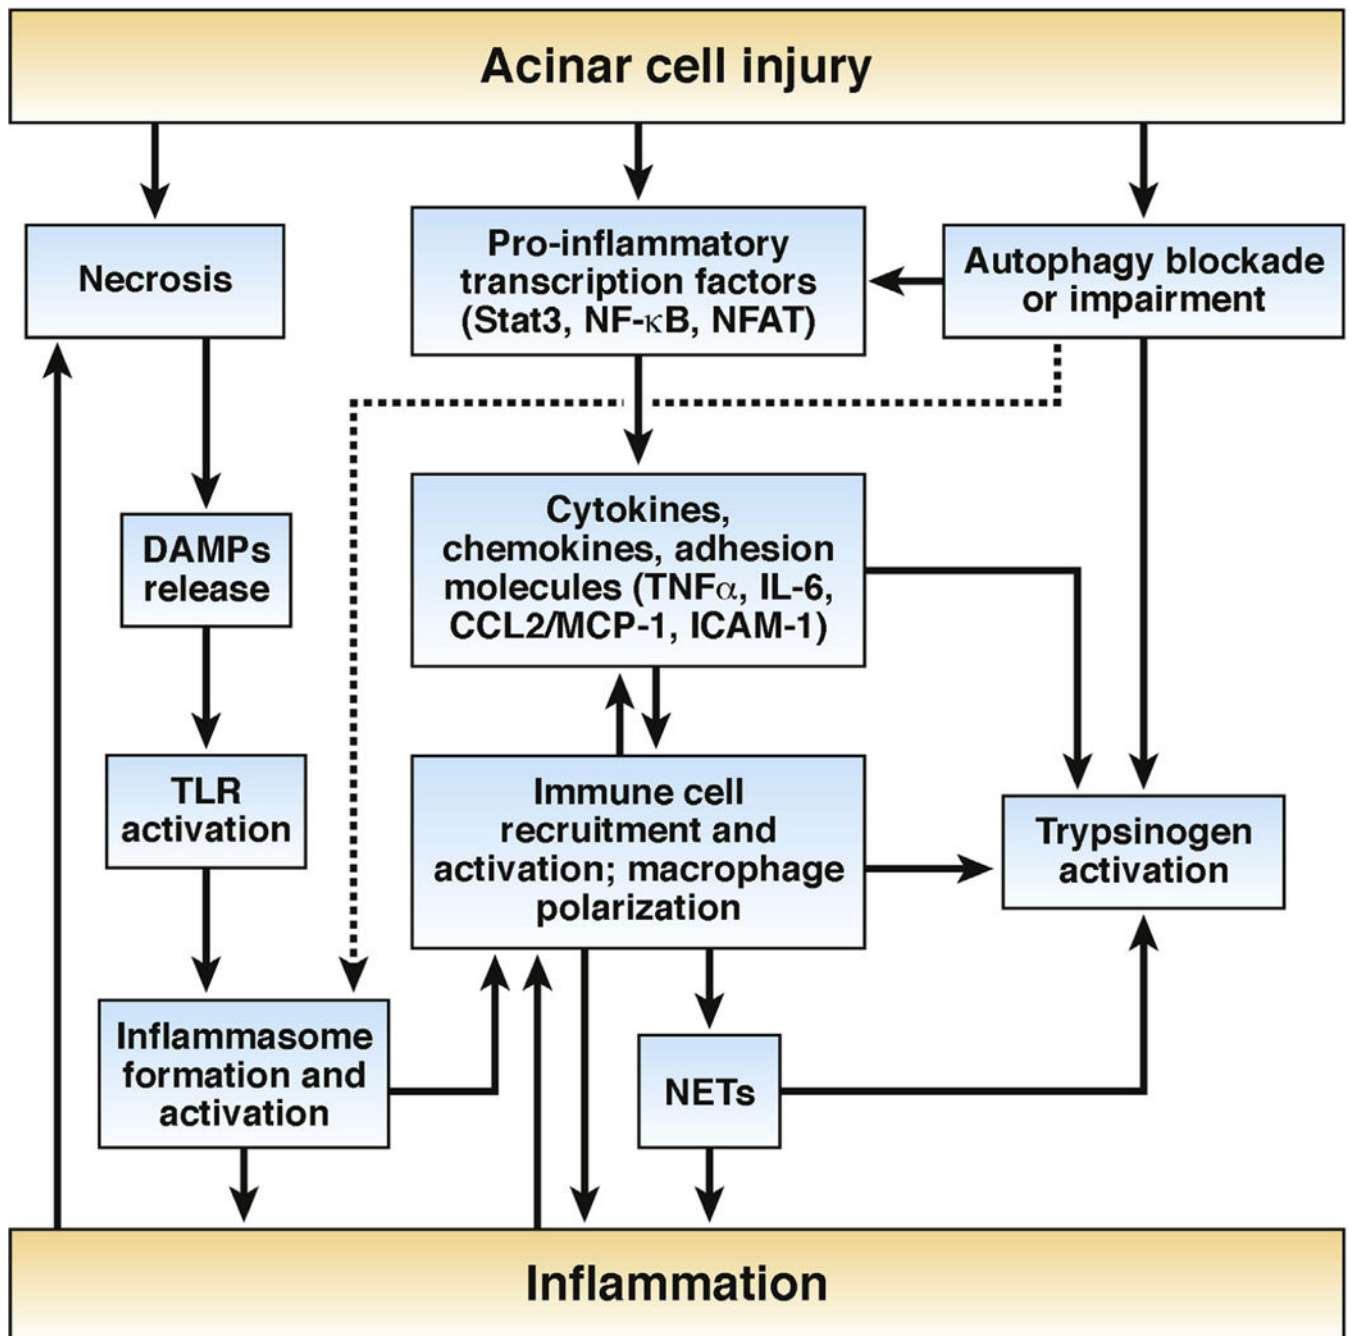 Acinar cell injury
Necrosis
Pro-inflammatory
transcription factors
(Stat3, NF-κB, NFAT)
Autophagy blockade
or impairment
DAMPs
release
Cytokines,
chemokines, adhesion
molecules (TNFα, IL-6,
CCL2/MCP-1, ICAM-1)
TLR
activation
Immune cell
recruitment and
activation; macrophage
polarization
Trypsinogen
activation
Inflammasome
formation and
activation
NETs
Inflammation